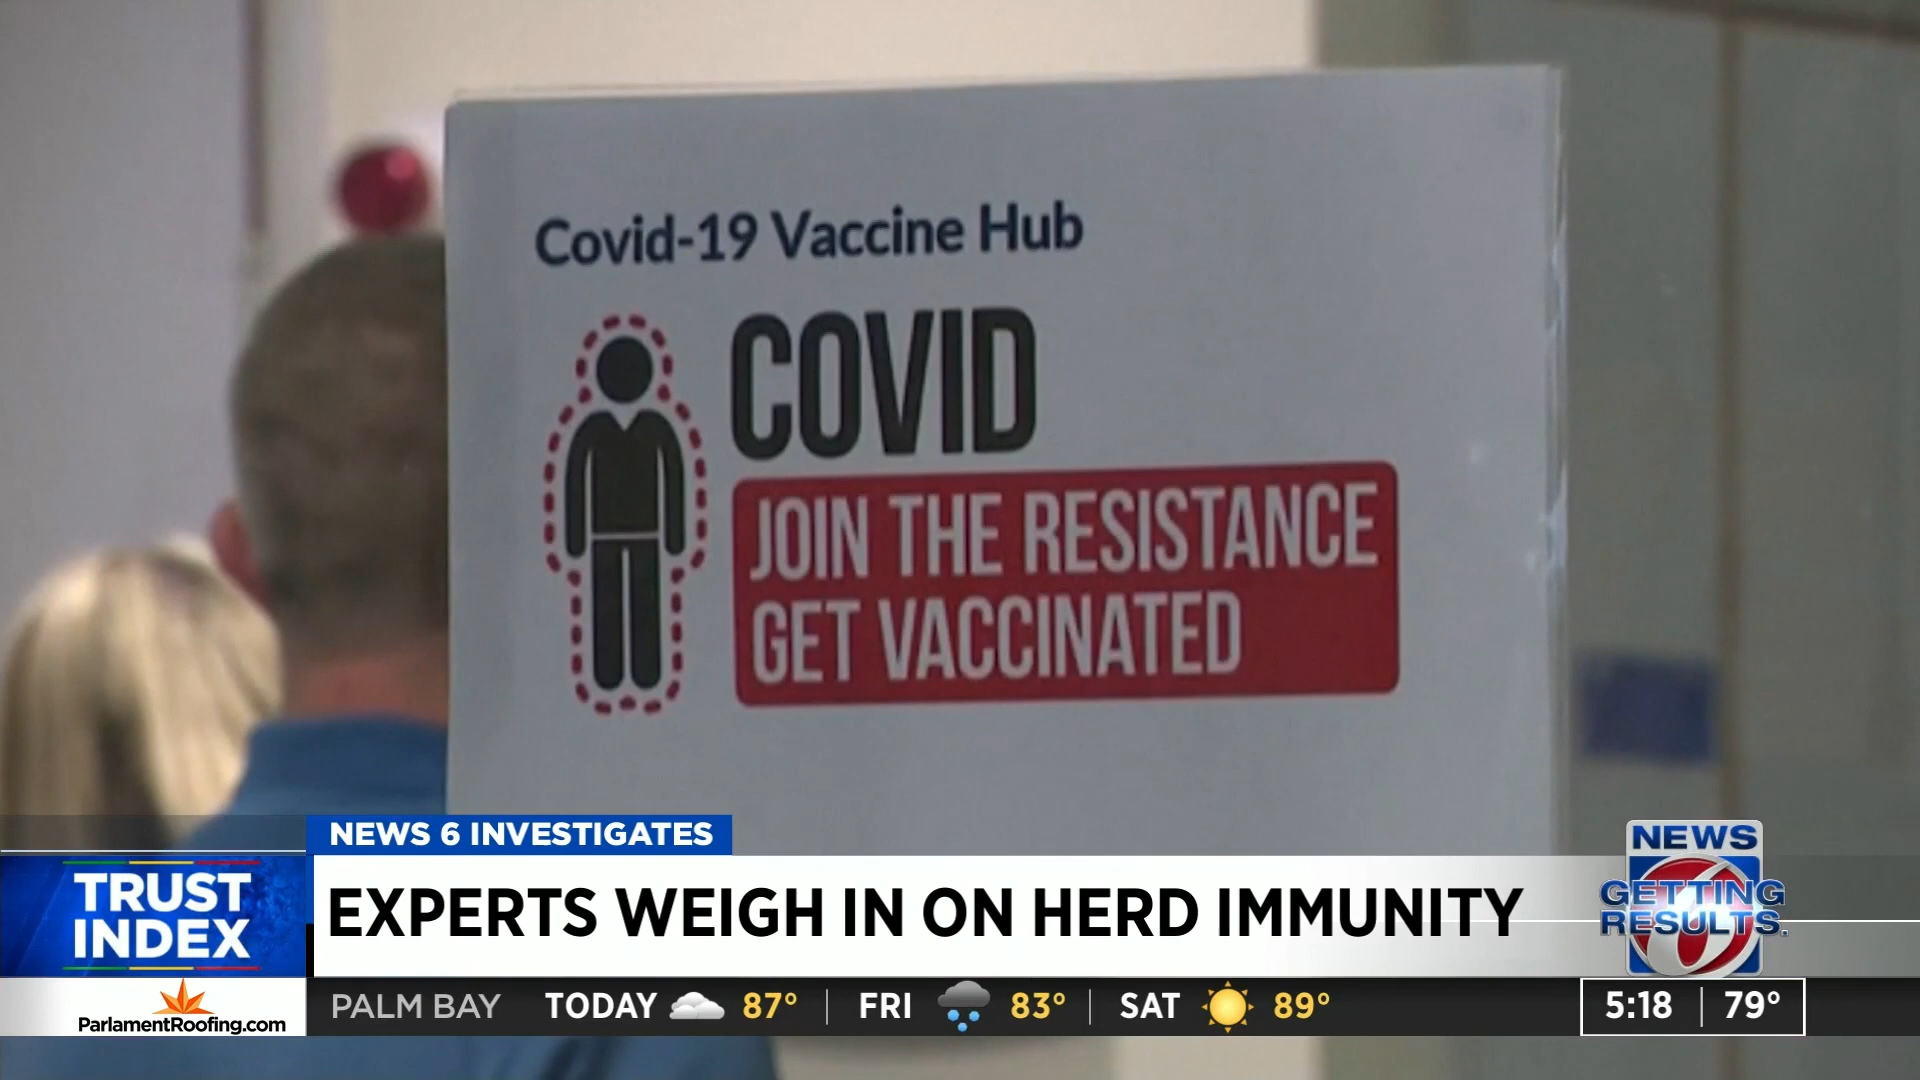 Covid-19 Vaccine Hub
COVID
JOIN THE RESISTANCE
GET VACCINATED
NEWS 6 INVESTIGATES
TRUST
INDEX
EXPERTS WEIGH IN ON HERD IMMUNITY
NEWS
6
GETTING
RESULTS.
ParlamentRoofing.com
PALM BAY TODAY 87° FRI 83° SAT 89°
5:18 79°